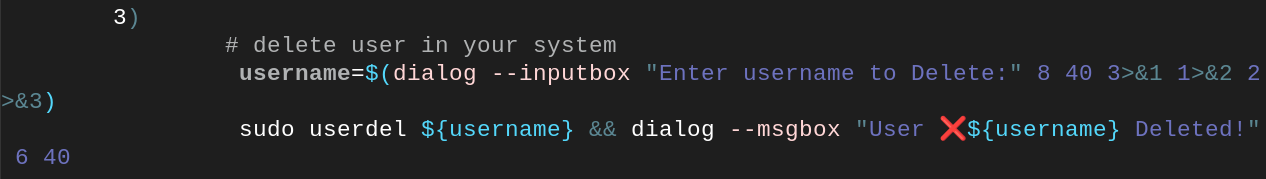 3)
# delete user in your system
username=$(dialog --inputbox "Enter username to Delete:" 8 40 3>&1 1>&2 2
>&3)
sudo userdel ${username} && dialog --msgbox "User ❌${username} Deleted!"
6 40